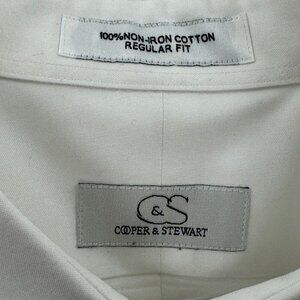 100%NON-IRON COTTON
REGULAR FIT
C&S
COOPER & STEWART